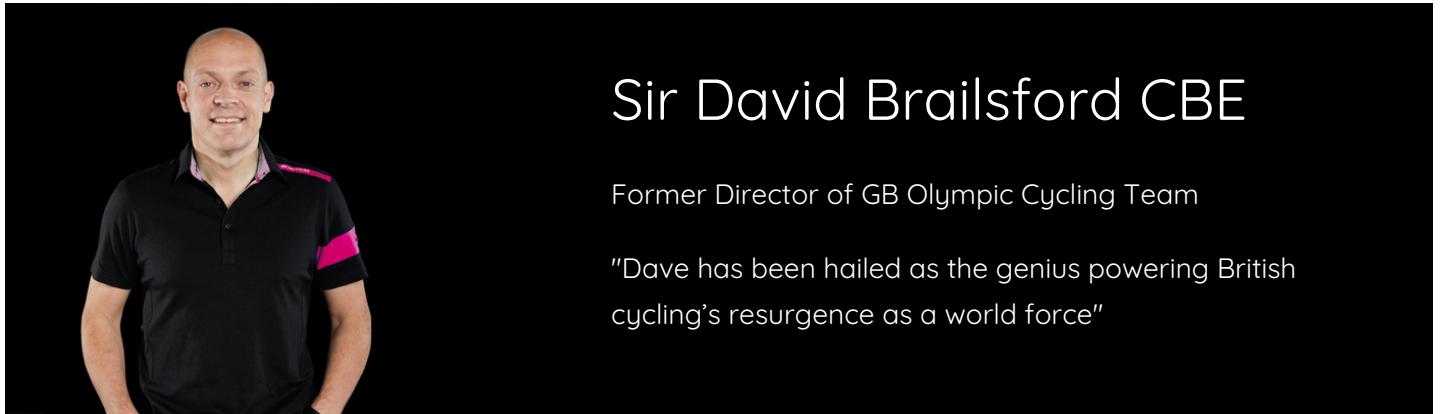 Sir David Brailsford CBE
Former Director of GB Olympic Cycling Team
"Dave has been hailed as the genius powering British
cycling’s resurgence as a world force"